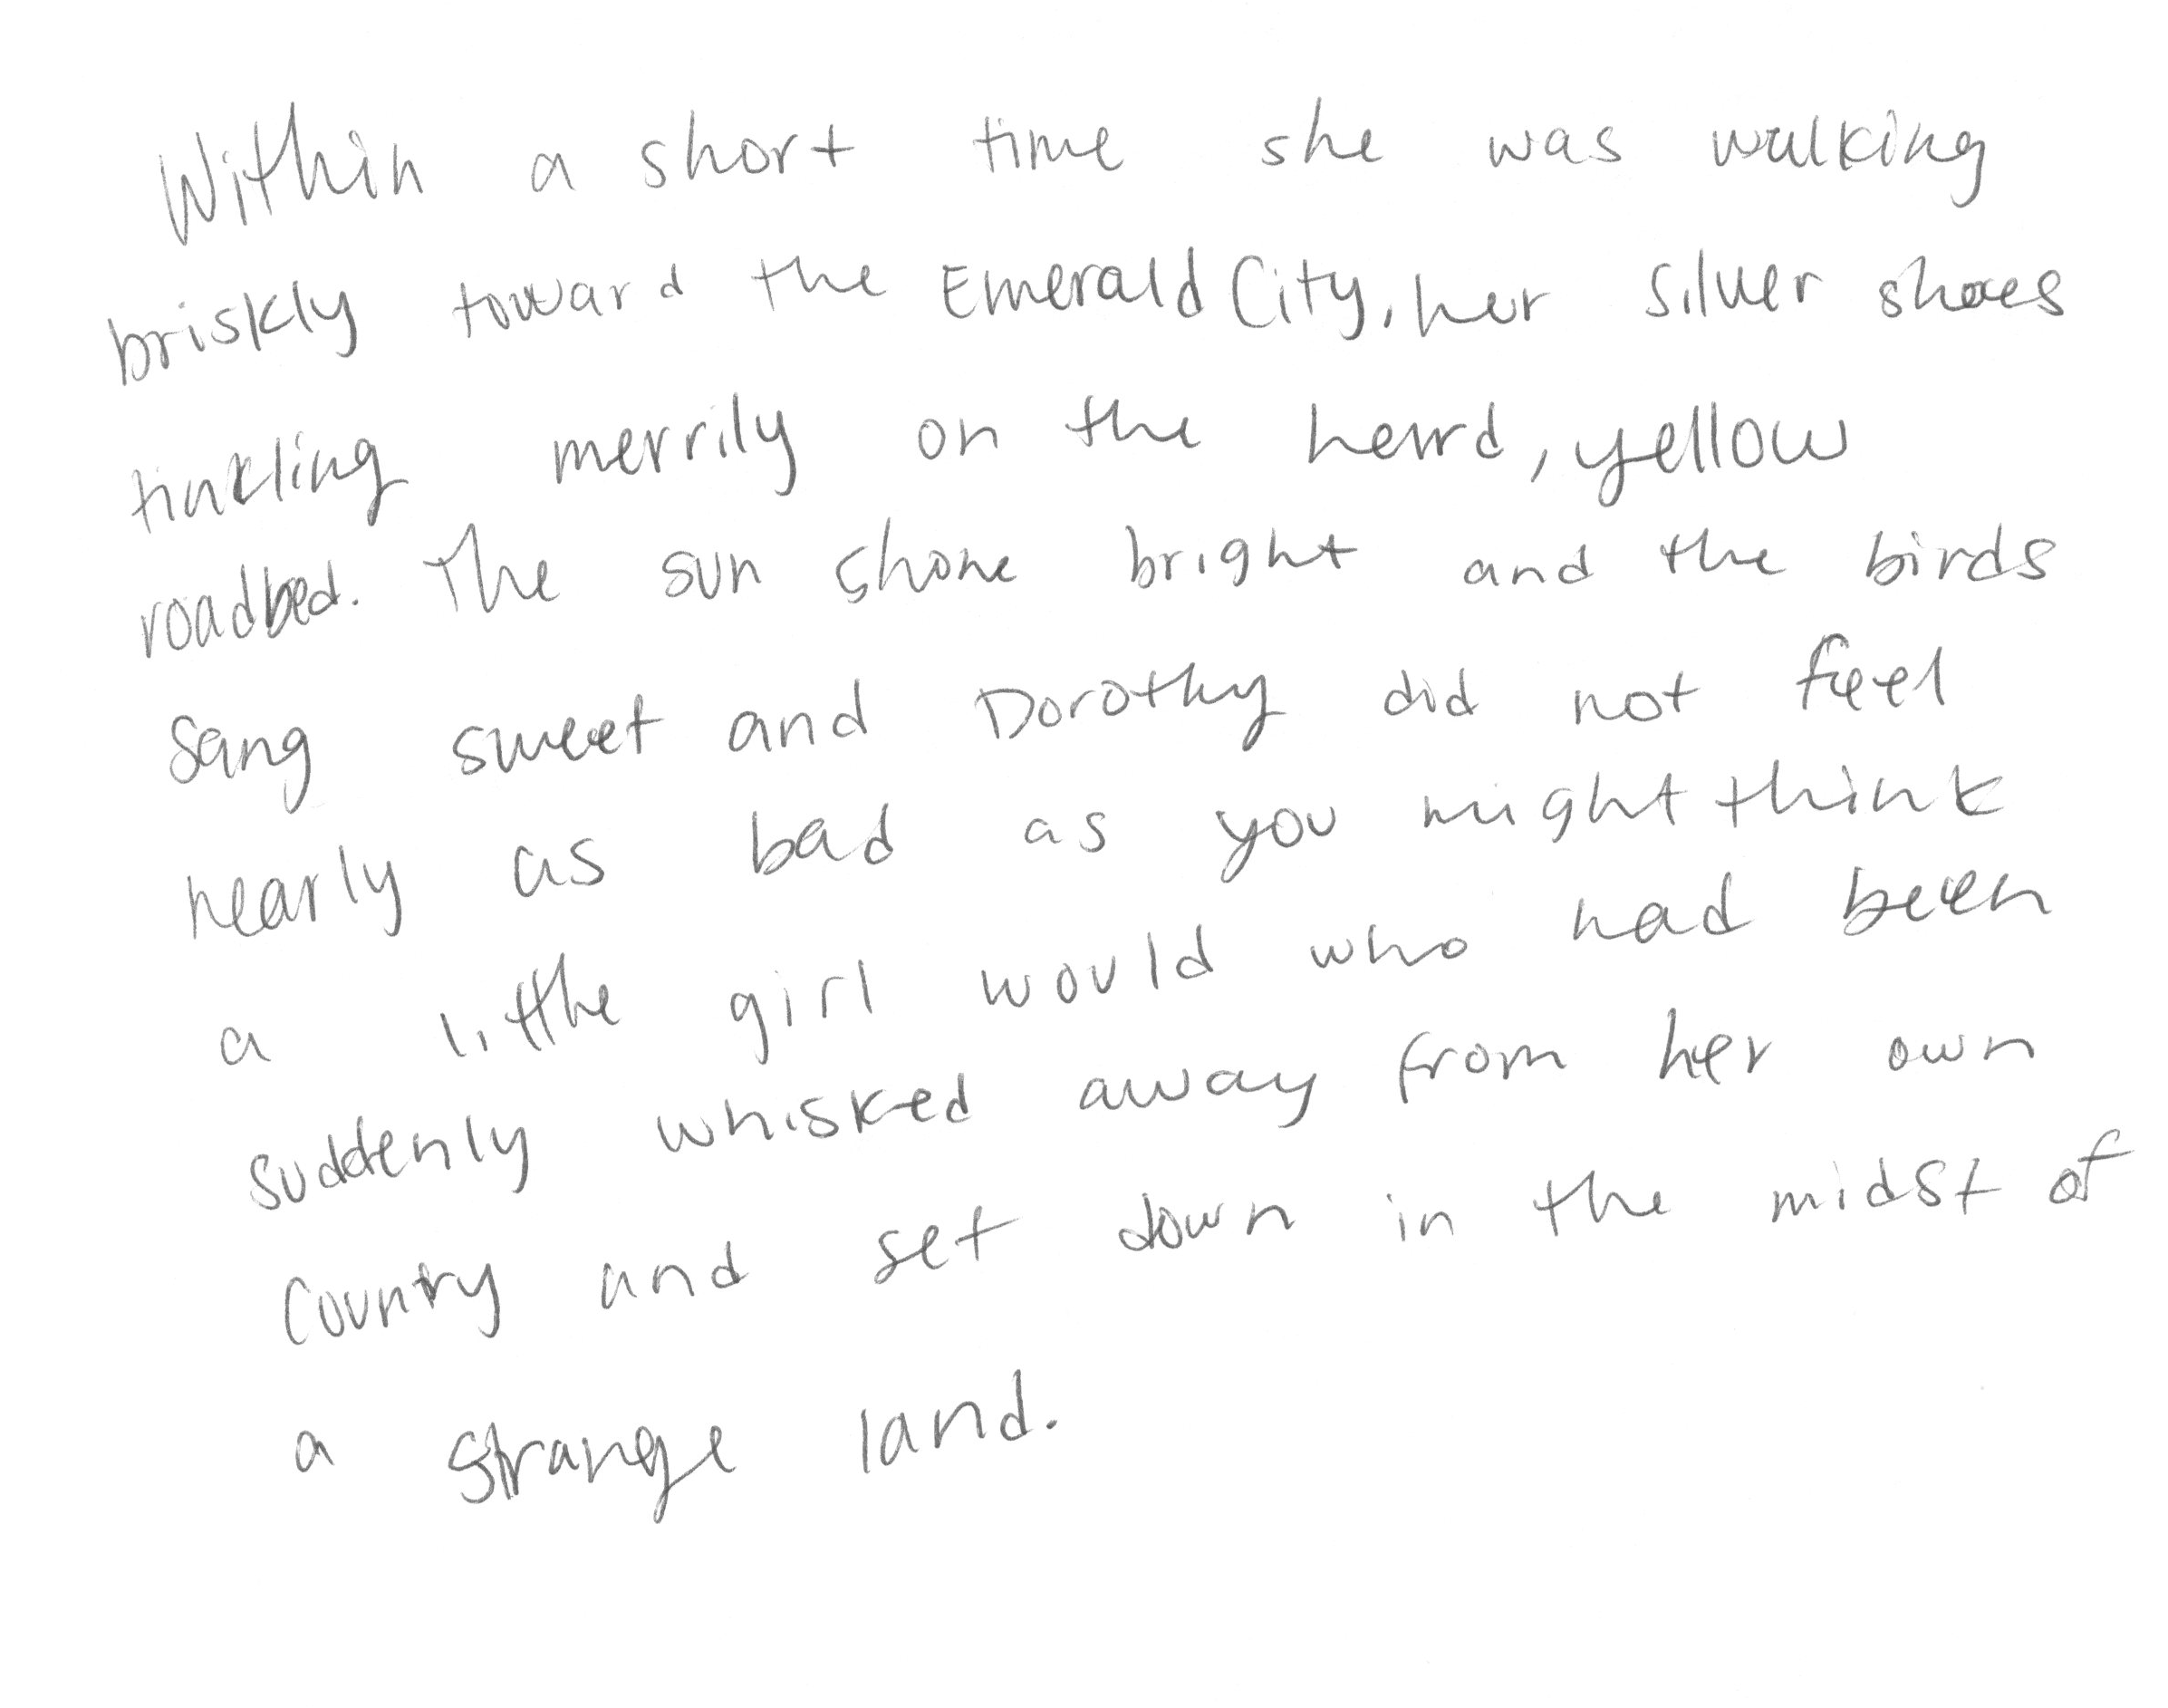 Within a short time she was walking
briskly toward the Emerald City, her silver shoes
tinkling merrily on the hard, yellow
roadbed. The sun shone bright and the birds
sang sweet and Dorothy did not feel
nearly as bad as you might think
a little girl would who had been
suddenly whisked away from her own
country and set down in the midst of
a strange land.